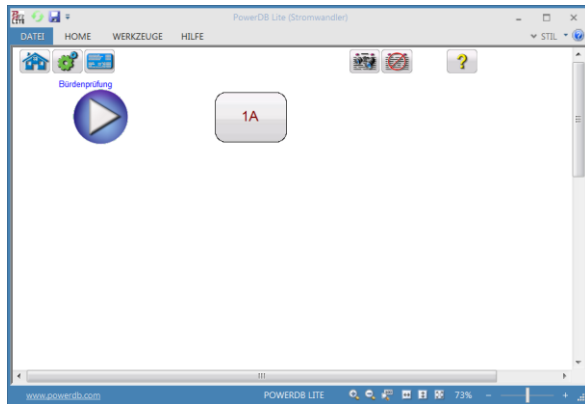 PowerDB Lite (Stromwandler)
DATEI HOME WERKZEUGE HILFE STIL
Bürdenprüfung
1A
www.powerdb.com POWERDB LITE 73%